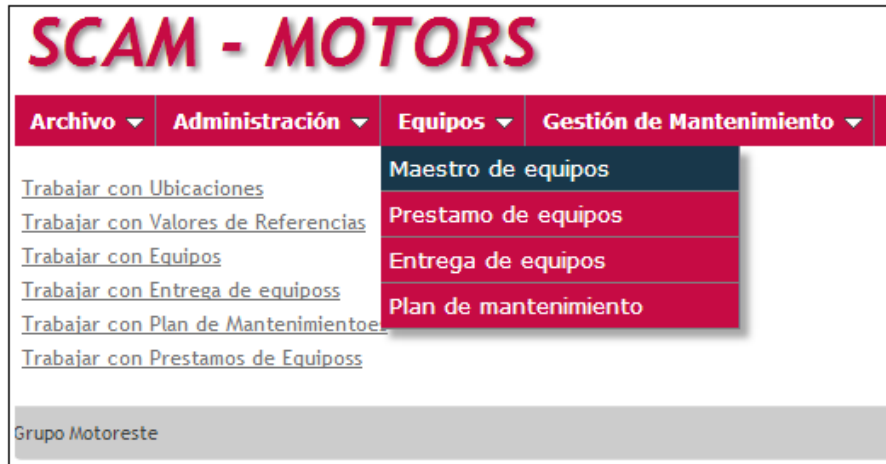 SCAM - MOTORS
Archivo Administración Equipos Gestión de Mantenimiento
Maestro de equipos
Prestamo de equipos
Entrega de equipos
Plan de mantenimiento
Trabajar con Ubicaciones
Trabajar con Valores de Referencias
Trabajar con Equipos
Trabajar con Entrega de equiposs
Trabajar con Plan de Mantenimientoes
Trabajar con Prestamos de Equiposs
Grupo Motoreste